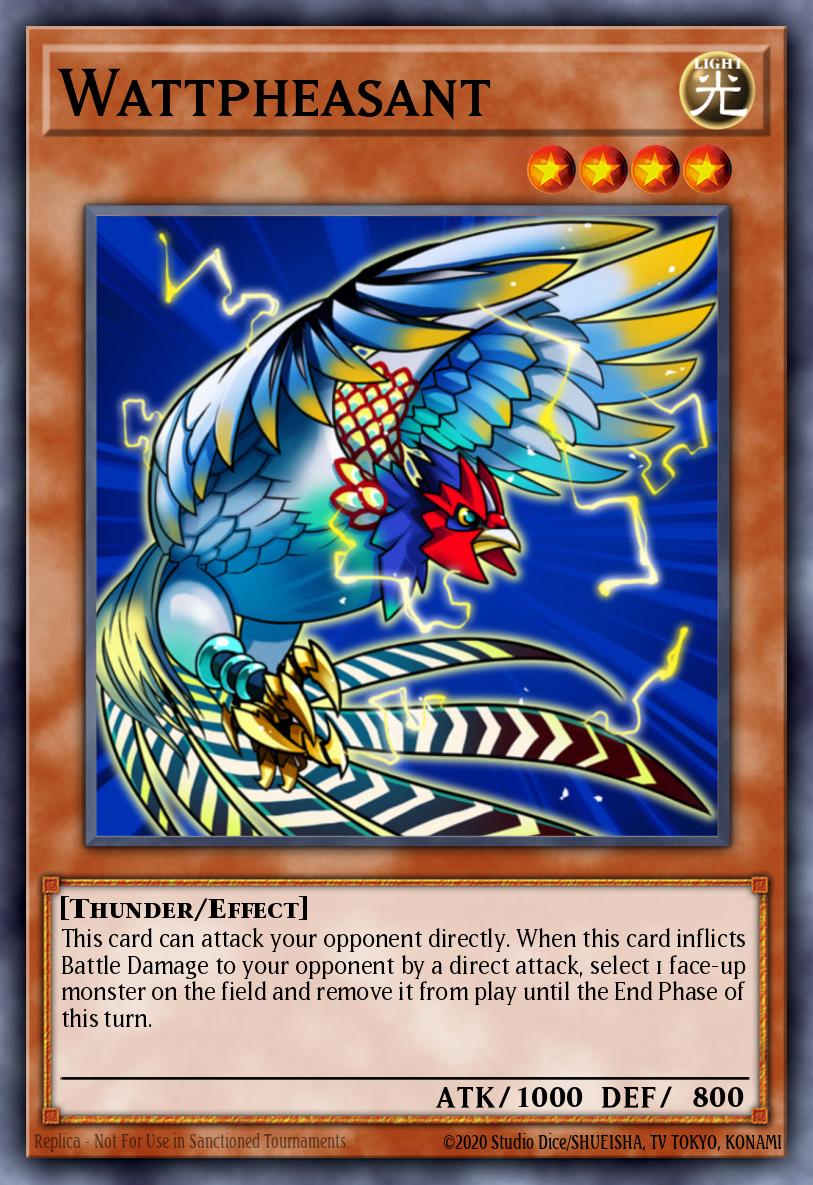 Wattpheasant
LIGHT
光
[Thunder/Effect]
This card can attack your opponent directly. When this card inflicts
Battle Damage to your opponent by a direct attack, select 1 face-up
monster on the field and remove it from play until the End Phase of
this turn.
ATK/1000 DEF/ 800
Replica - Not For Use in Sanctioned Tournaments.
©2020 Studio Dice/SHUEISHA, TV TOKYO, KONAMI